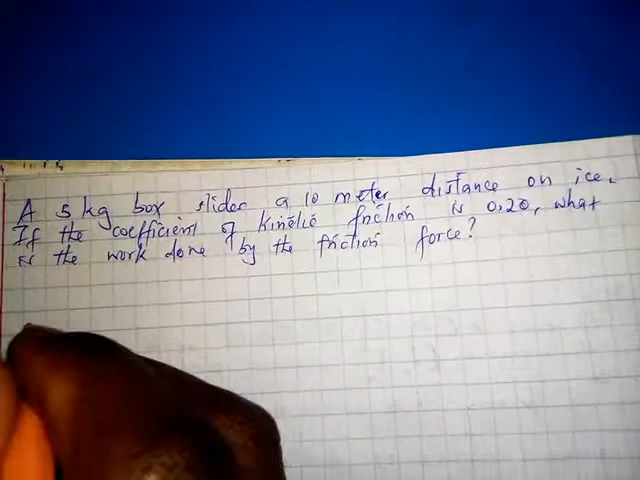 A 5 kg box slides a 10 meter distance on ice.
If the coefficient of kinetic friction is 0,20, what
is the work done by the friction force?